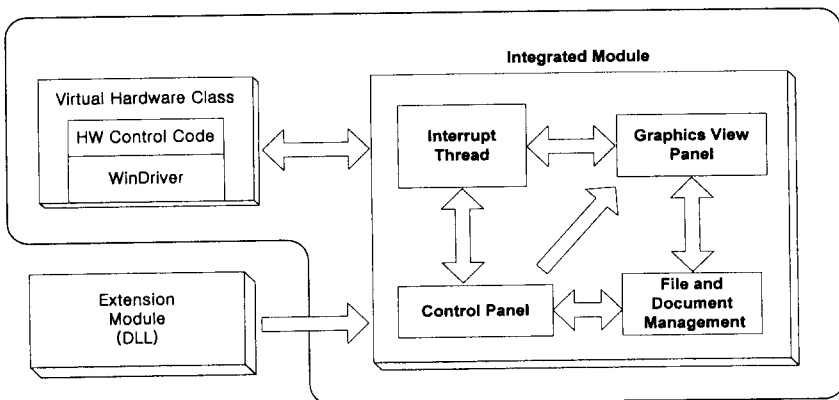 Integrated Module
Virtual Hardware Class
HW Control Code
WinDriver
Interrupt
Thread
Graphics View
Panel
Control Panel
File and
Document
Management
Extension
Module
(DLL)